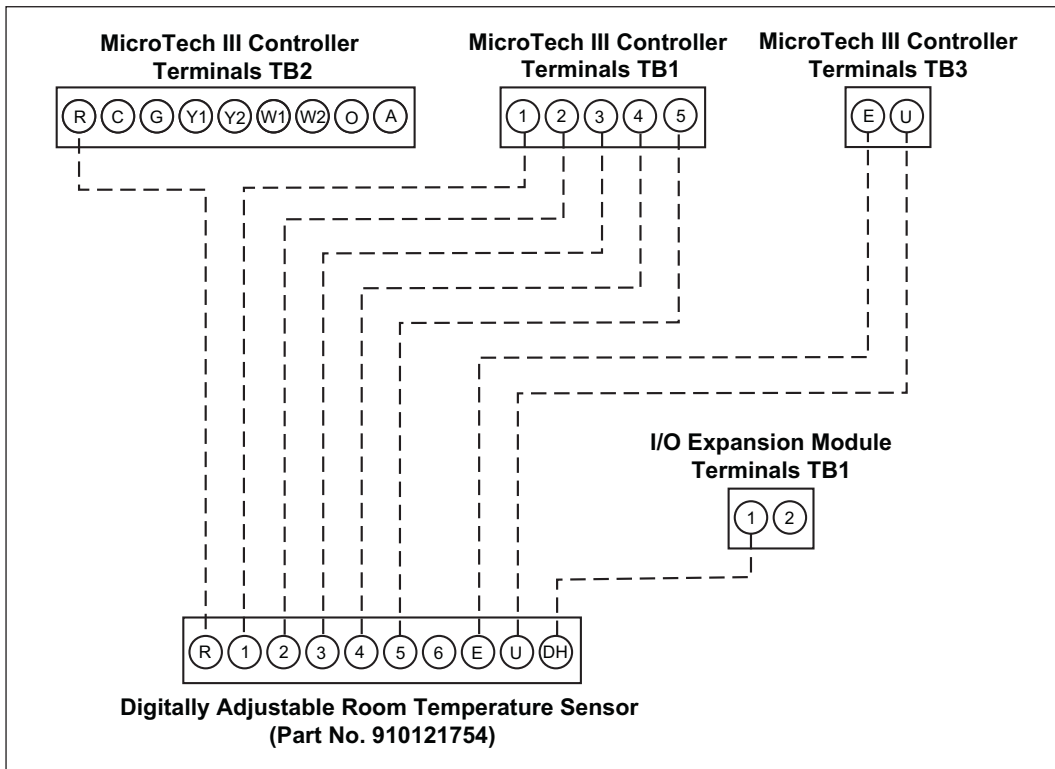 MicroTech III Controller
Terminals TB2
R C G Y1 Y2 W1 W2 O A
MicroTech III Controller
Terminals TB1
1 2 3 4 5
MicroTech III Controller
Terminals TB3
E U
I/O Expansion Module
Terminals TB1
1 2
R 1 2 3 4 5 6 E U DH
Digitally Adjustable Room Temperature Sensor
(Part No. 910121754)